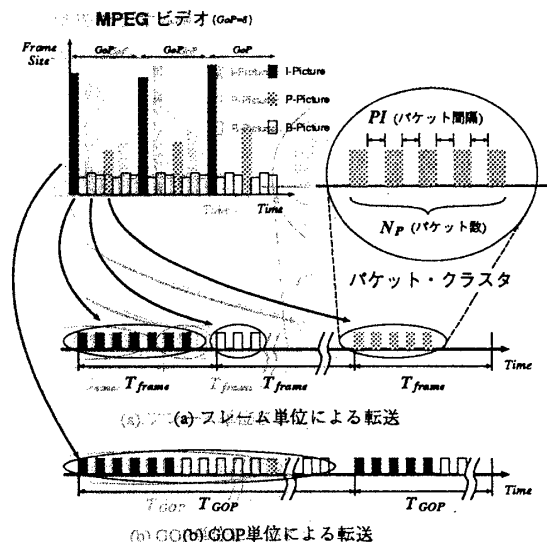 MPEG ビデオ (GoP=8)
Frame Size
GoP GoP GoP
I-Picture
P-Picture
B-Picture
Time
PI (パケット間隔)
NP (パケット数)
パケット・クラスタ
Time
Tframe Tframe Tframe
(a) フレーム単位による転送
Time
TGOP TGOP
(b) GOP単位による転送